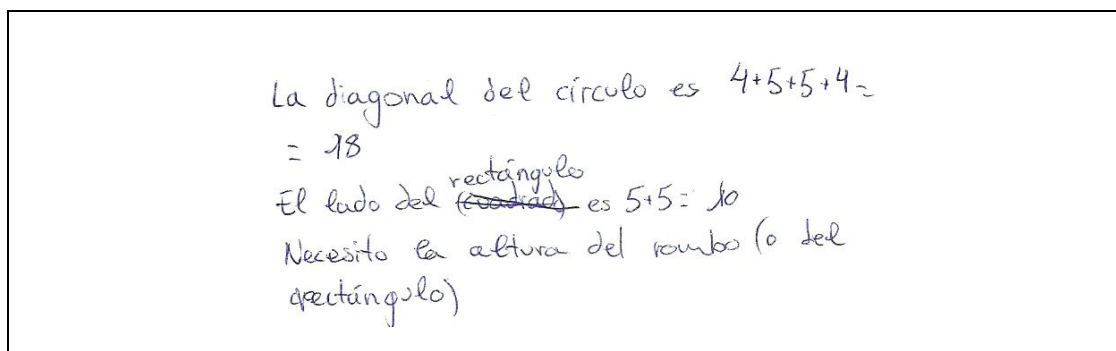 La diagonal del círculo es 4+5+5+4=
= 18
El lado del rectángulo (cuadrad) es 5+5= 10
Necesito la altura del rombo (o del
rectángulo)